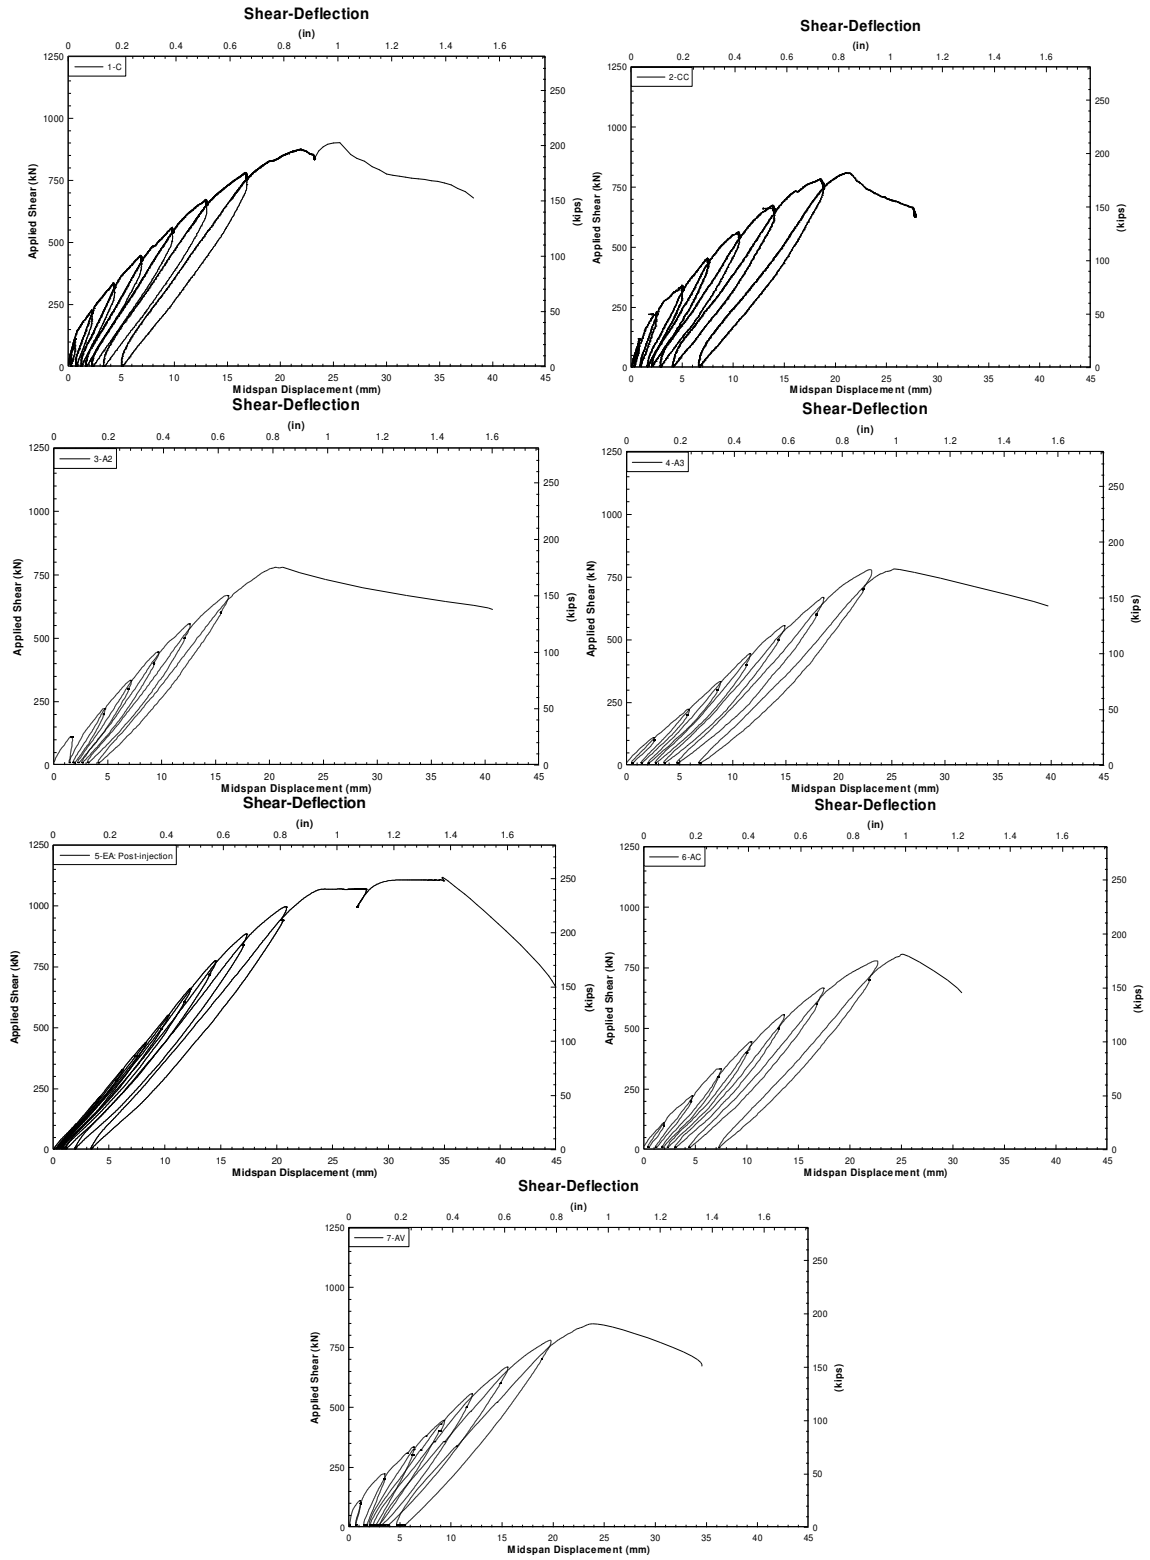 Shear-Deflection
(in)
0 0.2 0.4 0.6 0.8 1 1.2 1.4 1.6
1-C
1250
1000
750
500
250
0
Applied Shear (kN)
250
200
150
100
50
0
(kips)
0 5 10 15 20 25 30 35 40 45
Midspan Displacement (mm)
Shear-Deflection
(in)
0 0.2 0.4 0.6 0.8 1 1.2 1.4 1.6
2-CC
1250
1000
750
500
250
0
Applied Shear (kN)
250
200
150
100
50
0
(kips)
0 5 10 15 20 25 30 35 40 45
Midspan Displacement (mm)
Shear-Deflection
(in)
0 0.2 0.4 0.6 0.8 1 1.2 1.4 1.6
3-A2
1250
1000
750
500
250
0
Applied Shear (kN)
250
200
150
100
50
0
(kips)
0 5 10 15 20 25 30 35 40 45
Midspan Displacement (mm)
Shear-Deflection
(in)
0 0.2 0.4 0.6 0.8 1 1.2 1.4 1.6
4-A3
1250
1000
750
500
250
0
Applied Shear (kN)
250
200
150
100
50
0
(kips)
0 5 10 15 20 25 30 35 40 45
Midspan Displacement (mm)
Shear-Deflection
(in)
0 0.2 0.4 0.6 0.8 1 1.2 1.4 1.6
5-EA: Post-injection
1250
1000
750
500
250
0
Applied Shear (kN)
250
200
150
100
50
0
(kips)
0 5 10 15 20 25 30 35 40 45
Midspan Displacement (mm)
Shear-Deflection
(in)
0 0.2 0.4 0.6 0.8 1 1.2 1.4 1.6
6-AC
1250
1000
750
500
250
0
Applied Shear (kN)
250
200
150
100
50
0
(kips)
0 5 10 15 20 25 30 35 40 45
Midspan Displacement (mm)
Shear-Deflection
(in)
0 0.2 0.4 0.6 0.8 1 1.2 1.4 1.6
7-AV
1250
1000
750
500
250
0
Applied Shear (kN)
250
200
150
100
50
0
(kips)
0 5 10 15 20 25 30 35 40 45
Midspan Displacement (mm)